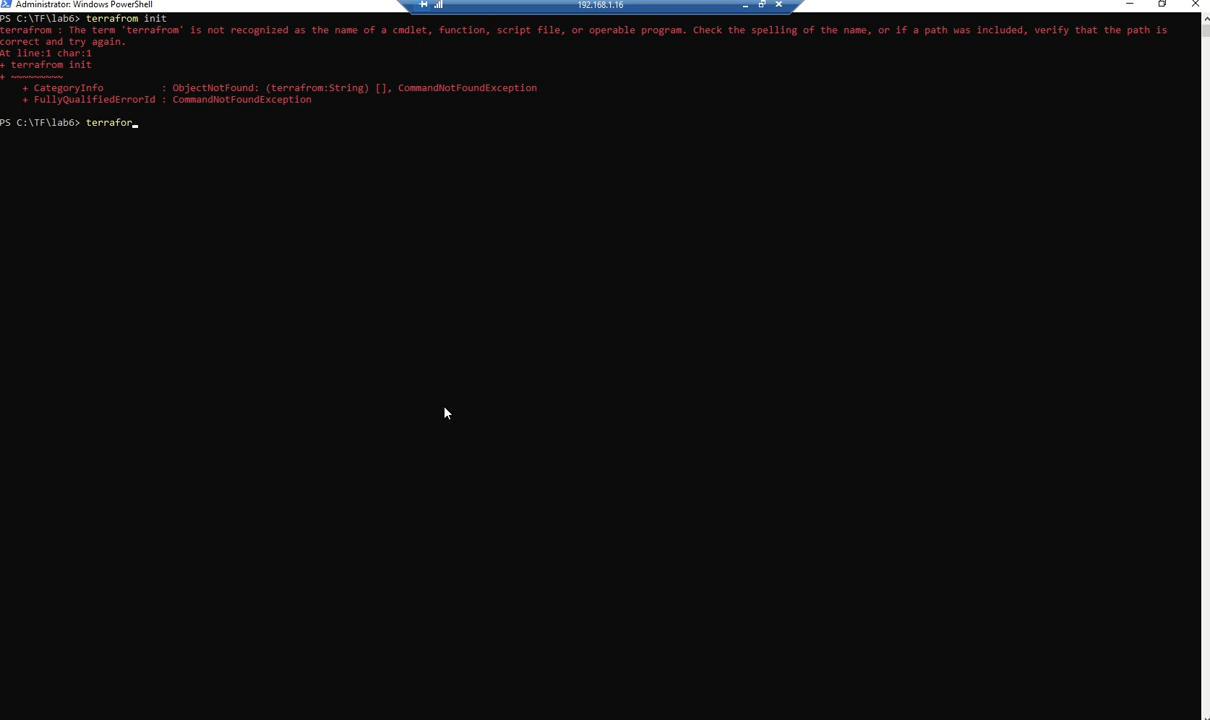 Administrator: Windows PowerShell
192.168.1.16
PS C:\TF\lab6> terrafrom init
terrafrom : The term 'terrafrom' is not recognized as the name of a cmdlet, function, script file, or operable program. Check the spelling of the name, or if a path was included, verify that the path is
correct and try again.
At line:1 char:1
+ terrafrom init
+ ~~~~~~~~~
    + CategoryInfo          : ObjectNotFound: (terrafrom:String) [], CommandNotFoundException
    + FullyQualifiedErrorId : CommandNotFoundException
PS C:\TF\lab6> terrafor